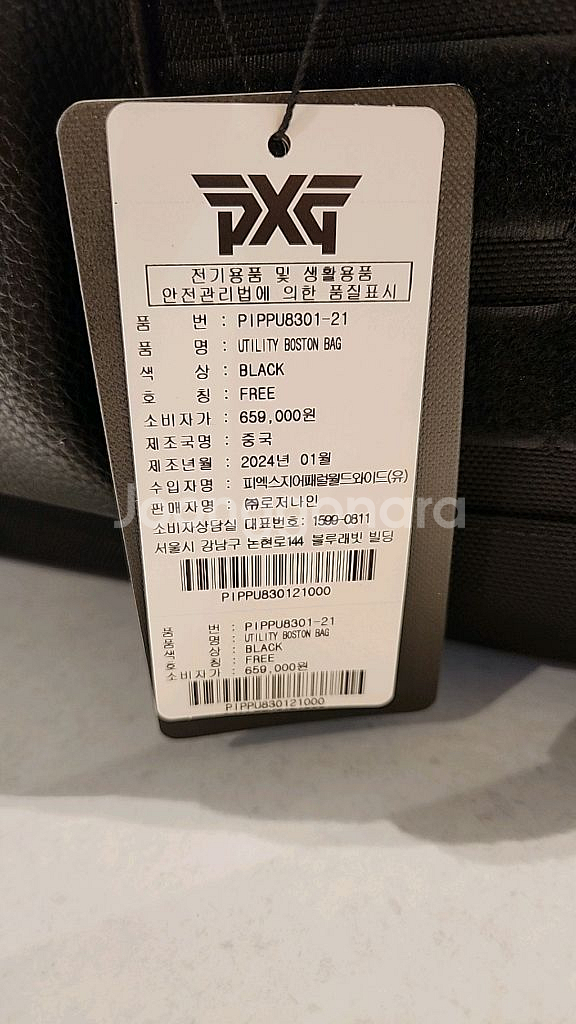 PXG
전기용품 및 생활용품
안전관리법에 의한 품질표시
품 번 : PIPPU8301-21
품 명 : UTILITY BOSTON BAG
색 상 : BLACK
호 칭 : FREE
소비자가 : 659,000원
제조국명 : 중국
제조년월 : 2024년 01월
수입자명 : 피엑스지어패럴월드와이드(유)
판매자명 : ㈜로저나인
소비자상담실 대표번호: 1599-0811
서울시 강남구 논현로144 블루래빗 빌딩
PIPPU830121000
품 번 : PIPPU8301-21
품 명 : UTILITY BOSTON BAG
색 상 : BLACK
호 칭 : FREE
소비자가 : 659,000원
PIPPU830121000